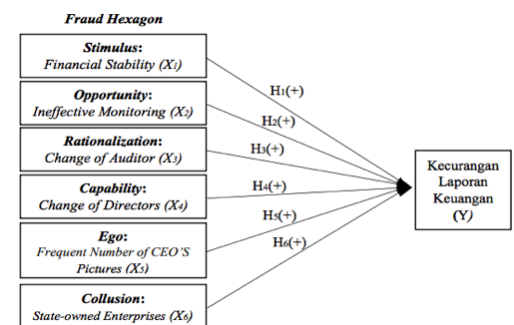 Fraud Hexagon
Stimulus:
Financial Stability (X1)
Opportunity:
Ineffective Monitoring (X2)
Rationalization:
Change of Auditor (X3)
Capability:
Change of Directors (X4)
Ego:
Frequent Number of CEO'S
Pictures (X5)
Collusion:
State-owned Enterprises (X6)
H1(+)
H2(+)
H3(+)
H4(+)
H5(+)
H6(+)
Kecurangan
Laporan
Keuangan
(Y)